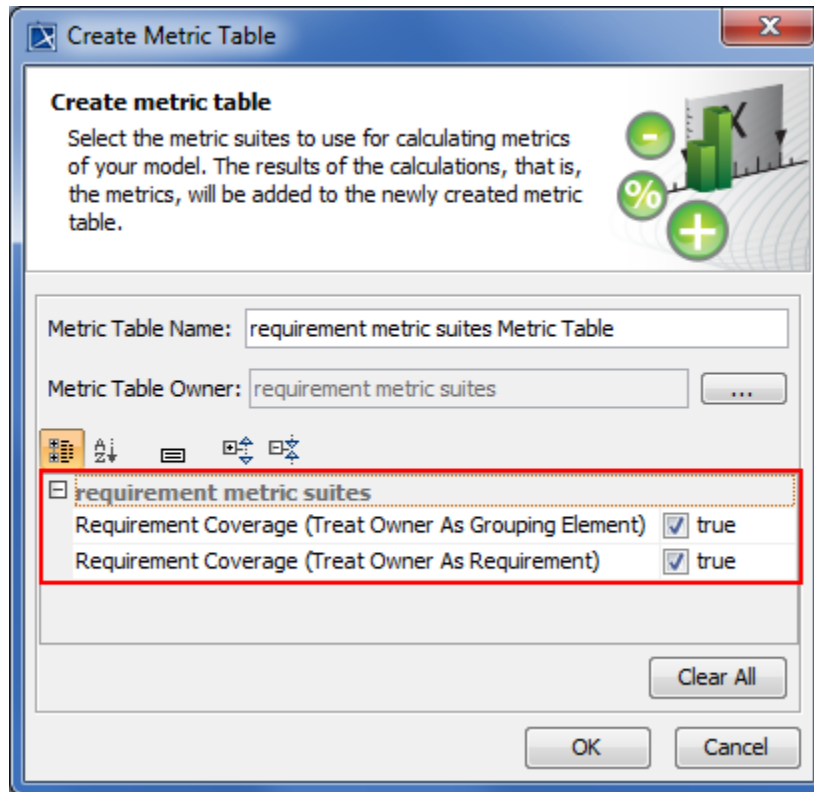 Create Metric Table
Create metric table
Select the metric suites to use for calculating metrics
of your model. The results of the calculations, that is,
the metrics, will be added to the newly created metric
table.
Metric Table Name: requirement metric suites Metric Table
Metric Table Owner: requirement metric suites ...
requirement metric suites
Requirement Coverage (Treat Owner As Grouping Element) true
Requirement Coverage (Treat Owner As Requirement) true
Clear All
OK Cancel